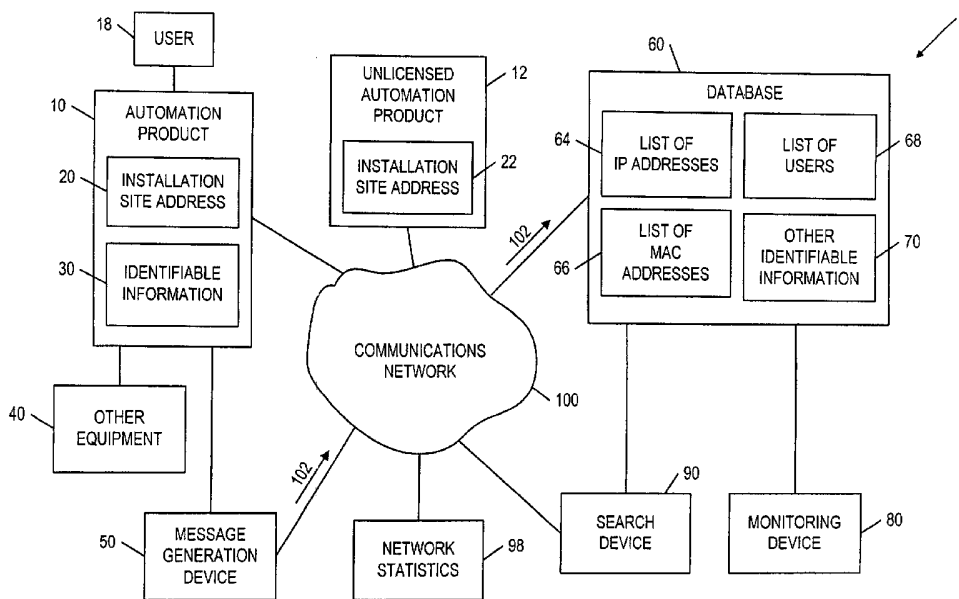 18
USER
10
AUTOMATION
PRODUCT
20
INSTALLATION
SITE ADDRESS
30
IDENTIFIABLE
INFORMATION
40
OTHER
EQUIPMENT
50
MESSAGE
GENERATION
DEVICE
102
UNLICENSED
AUTOMATION
PRODUCT
12
INSTALLATION
SITE ADDRESS
22
COMMUNICATIONS
NETWORK
100
102
NETWORK
STATISTICS
98
60
DATABASE
64
LIST OF
IP ADDRESSES
LIST OF
USERS
68
66
LIST OF
MAC
ADDRESSES
OTHER
IDENTIFIABLE
INFORMATION
70
SEARCH
DEVICE
90
MONITORING
DEVICE
80